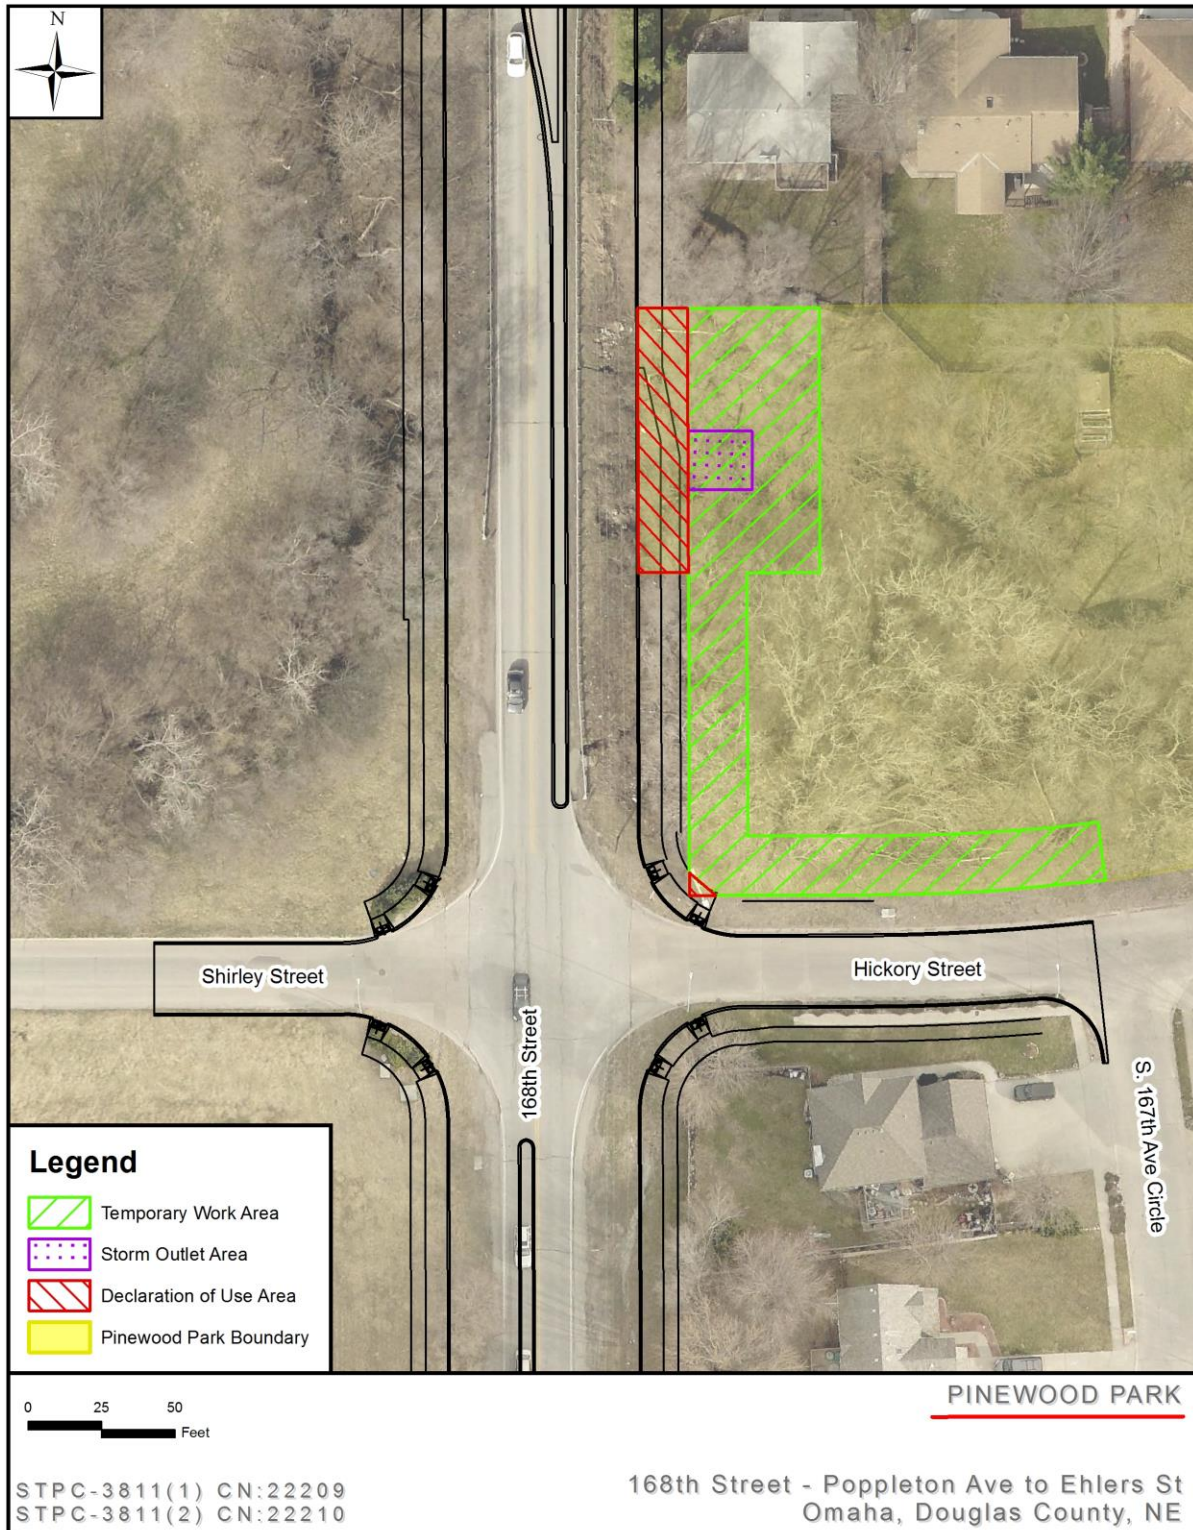 N
Shirley Street
Hickory Street
168th Street
S. 167th Ave Circle
Legend
Temporary Work Area
Storm Outlet Area
Declaration of Use Area
Pinewood Park Boundary
0 25 50
Feet
PINEWOOD PARK
STPC-3811(1) CN:22209
STPC-3811(2) CN:22210
168th Street - Poppleton Ave to Ehlers St
Omaha, Douglas County, NE